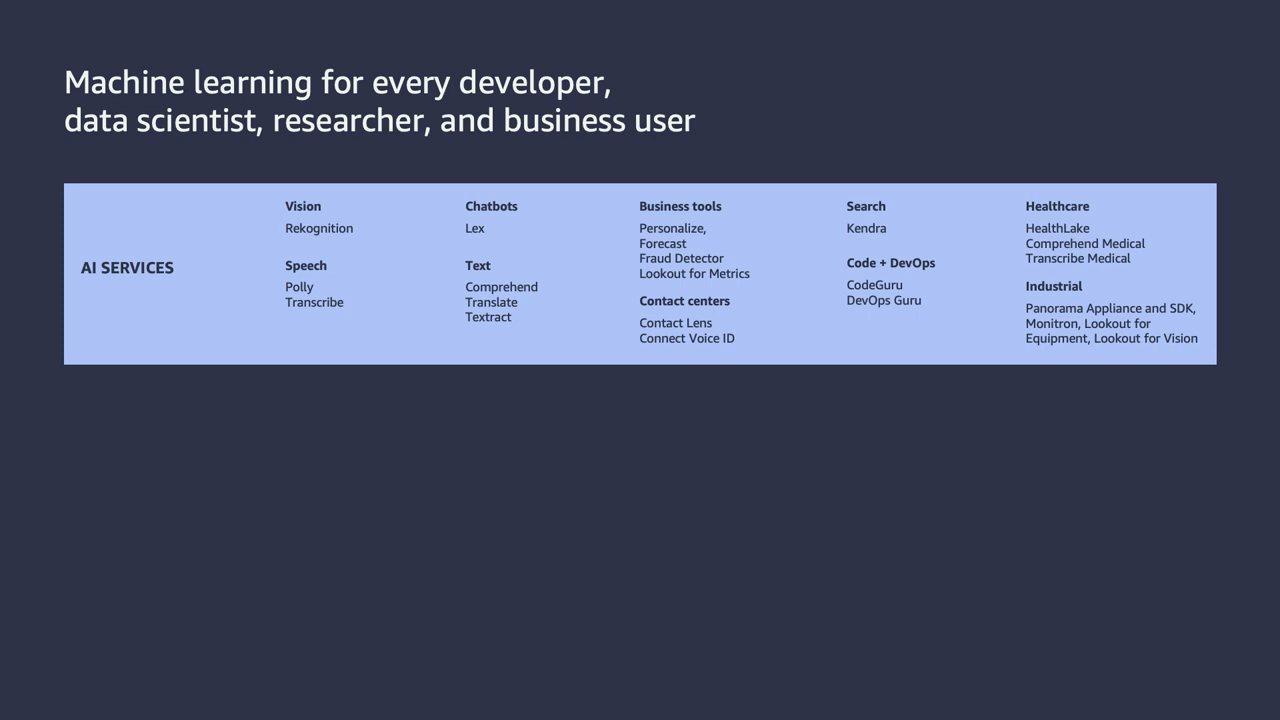 Machine learning for every developer,
data scientist, researcher, and business user
AI SERVICES
Vision
Rekognition
Speech
Polly
Transcribe
Chatbots
Lex
Text
Comprehend
Translate
Textract
Business tools
Personalize,
Forecast
Fraud Detector
Lookout for Metrics
Contact centers
Contact Lens
Connect Voice ID
Search
Kendra
Code + DevOps
CodeGuru
DevOps Guru
Healthcare
HealthLake
Comprehend Medical
Transcribe Medical
Industrial
Panorama Appliance and SDK,
Monitron, Lookout for
Equipment, Lookout for Vision